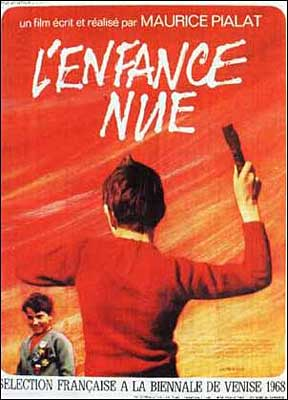 un film écrit et réalisé par MAURICE PIALAT
L'ENFANCE
NUE
SELECTION FRANÇAISE A LA BIENNALE DE VENISE 1968